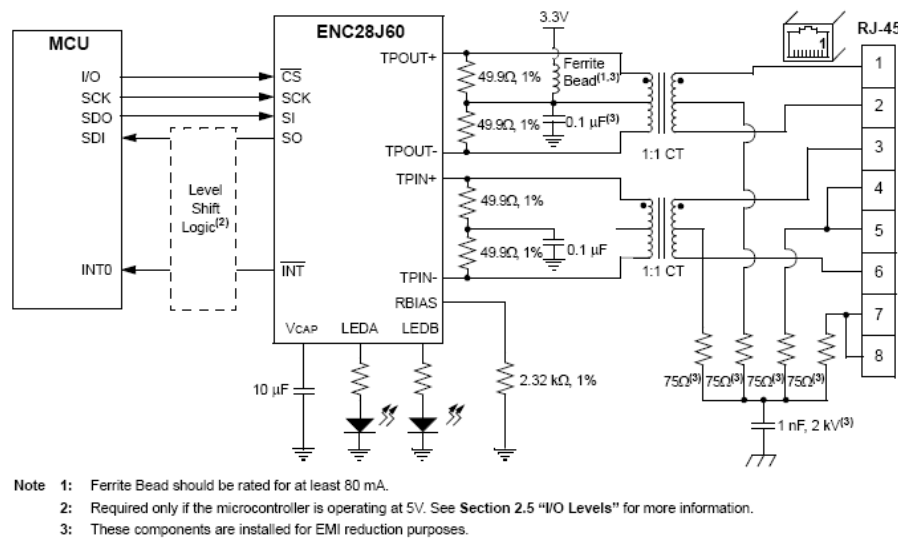 ENC28J60
MCU
3.3V
RJ-45
1
I/O
SCK
SDO
SDI
INT0
CS
SCK
SI
SO
INT
Level
Shift
Logic(2)
TPOUT+
TPOUT-
TPIN+
TPIN-
RBIAS
VCAP
LEDA
LEDB
49.9Ω, 1%
49.9Ω, 1%
Ferrite
Bead(1,3)
0.1 µF(3)
1:1 CT
49.9Ω, 1%
49.9Ω, 1%
0.1 µF
1:1 CT
1
2
3
4
5
6
7
8
10 µF
2.32 kΩ, 1%
75Ω(3)
75Ω(3)
75Ω(3)
75Ω(3)
1 nF, 2 kV(3)
Note 1: Ferrite Bead should be rated for at least 80 mA.
2: Required only if the microcontroller is operating at 5V. See Section 2.5 “I/O Levels” for more information.
3: These components are installed for EMI reduction purposes.